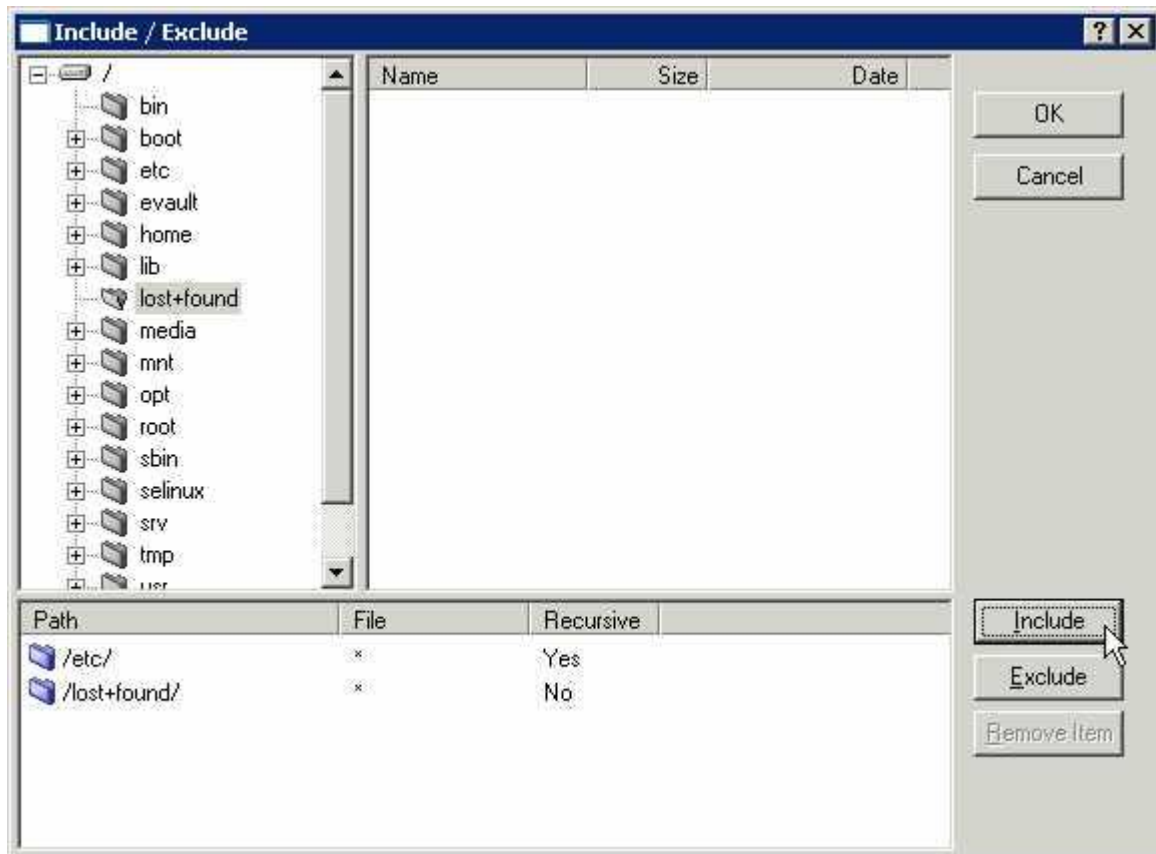 Include / Exclude
/
bin
boot
etc
evault
home
lib
lost+found
media
mnt
opt
root
sbin
selinux
srv
tmp
usr
Name Size Date
OK
Cancel
Path File Recursive
/etc/ * Yes
/lost+found/ * No
Include
Exclude
Remove Item